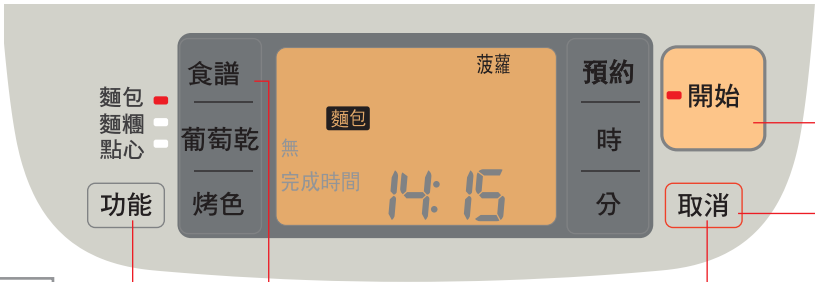 麵包
麵糰
點心
功能
食譜
葡萄乾
烤色
菠蘿
麵包
無
完成時間 14:15
預約
時
分
開始
取消